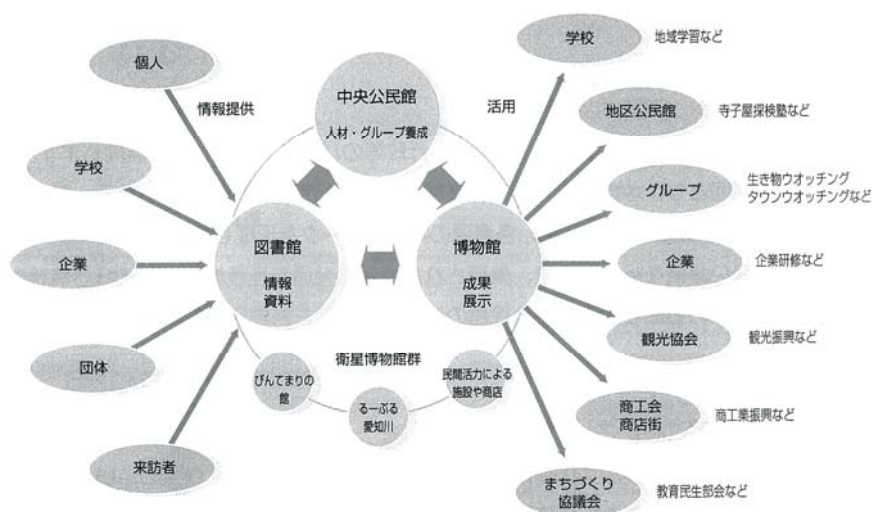 個人
学校
企業
団体
来訪者
情報提供
中央公民館
人材・グループ養成
図書館
情報
資料
博物館
成果
展示
衛星博物館群
びんてまりの
館
るーぶる
愛知川
民間活力による
施設や商店
活用
学校
地域学習など
地区公民館
寺子屋探検塾など
グループ
生き物ウオッチング
タウンウオッチングなど
企業
企業研修など
観光協会
観光振興など
商工会
商店街
商工業振興など
まちづくり
協議会
教育民生部会など